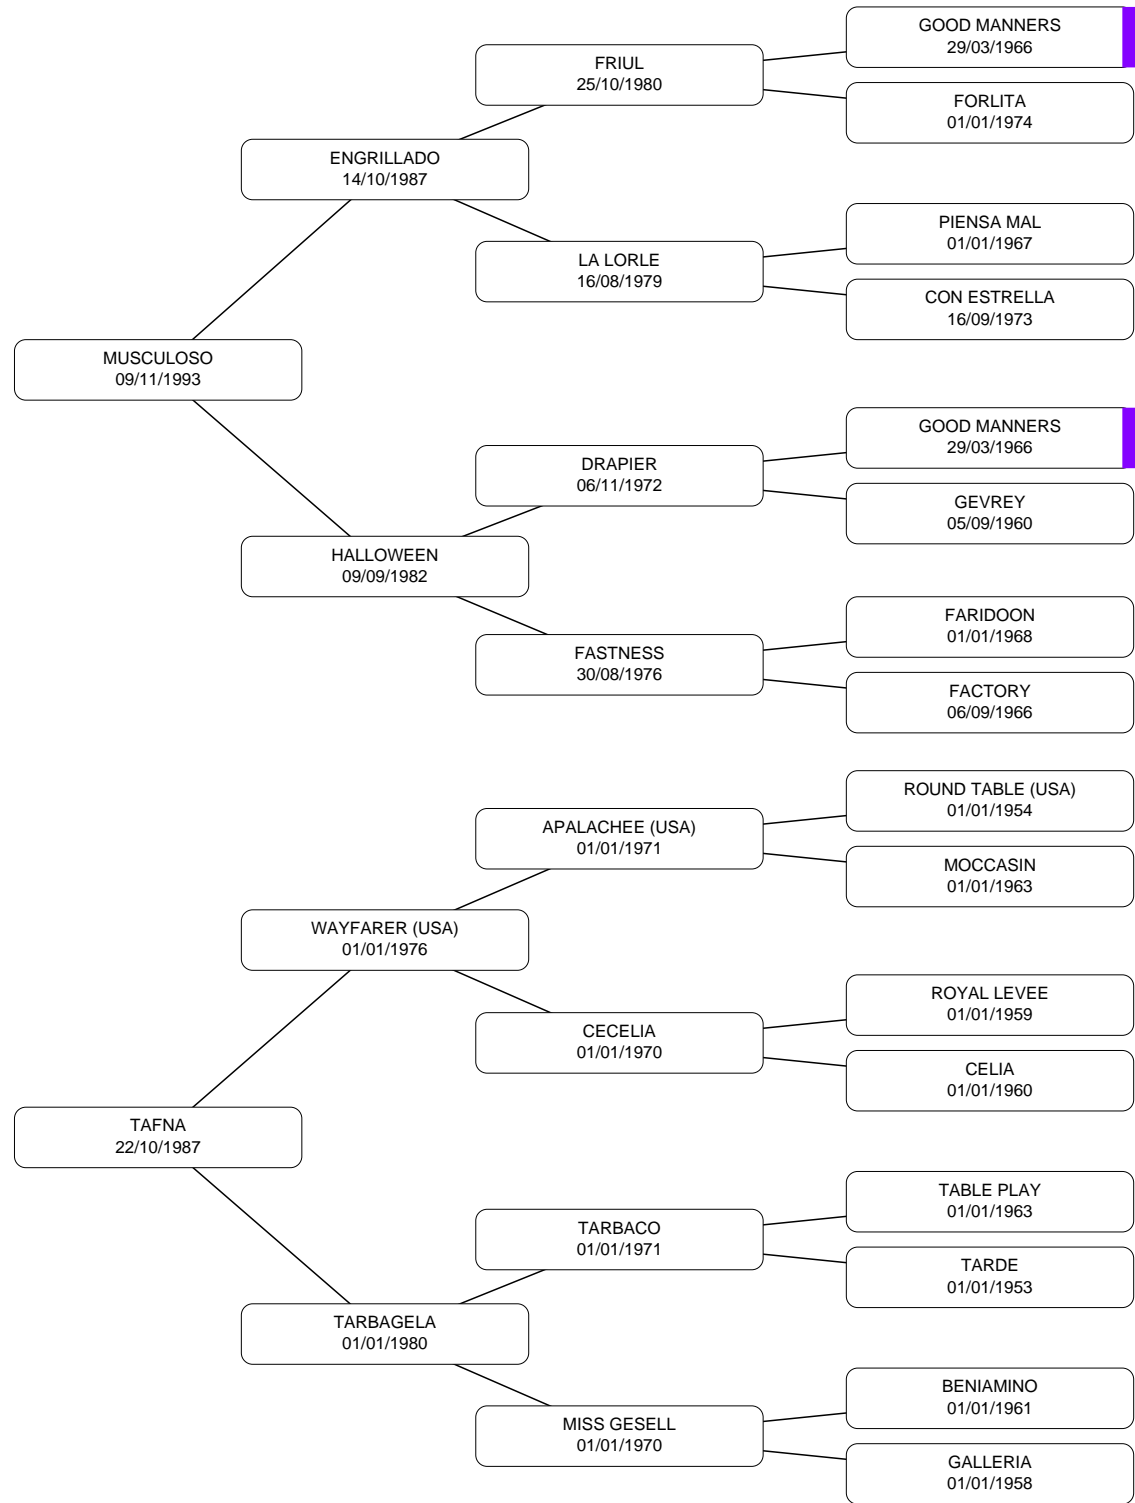 GOOD MANNERS
29/03/1966
FRIUL
25/10/1980
FORLITA
01/01/1974
ENGRILLADO
14/10/1987
PIENSA MAL
01/01/1967
LA LORLE
16/08/1979
CON ESTRELLA
16/09/1973
MUSCULOSO
09/11/1993
GOOD MANNERS
29/03/1966
DRAPIER
06/11/1972
GEVREY
05/09/1960
HALLOWEEN
09/09/1982
FARIDOON
01/01/1968
FASTNESS
30/08/1976
FACTORY
06/09/1966
ROUND TABLE (USA)
01/01/1954
APALACHEE (USA)
01/01/1971
MOCCASIN
01/01/1963
WAYFARER (USA)
01/01/1976
ROYAL LEVEE
01/01/1959
CECELIA
01/01/1970
CELIA
01/01/1960
TAFNA
22/10/1987
TABLE PLAY
01/01/1963
TARBACO
01/01/1971
TARDE
01/01/1953
TARBAGELA
01/01/1980
BENIAMINO
01/01/1961
MISS GESELL
01/01/1970
GALLERIA
01/01/1958